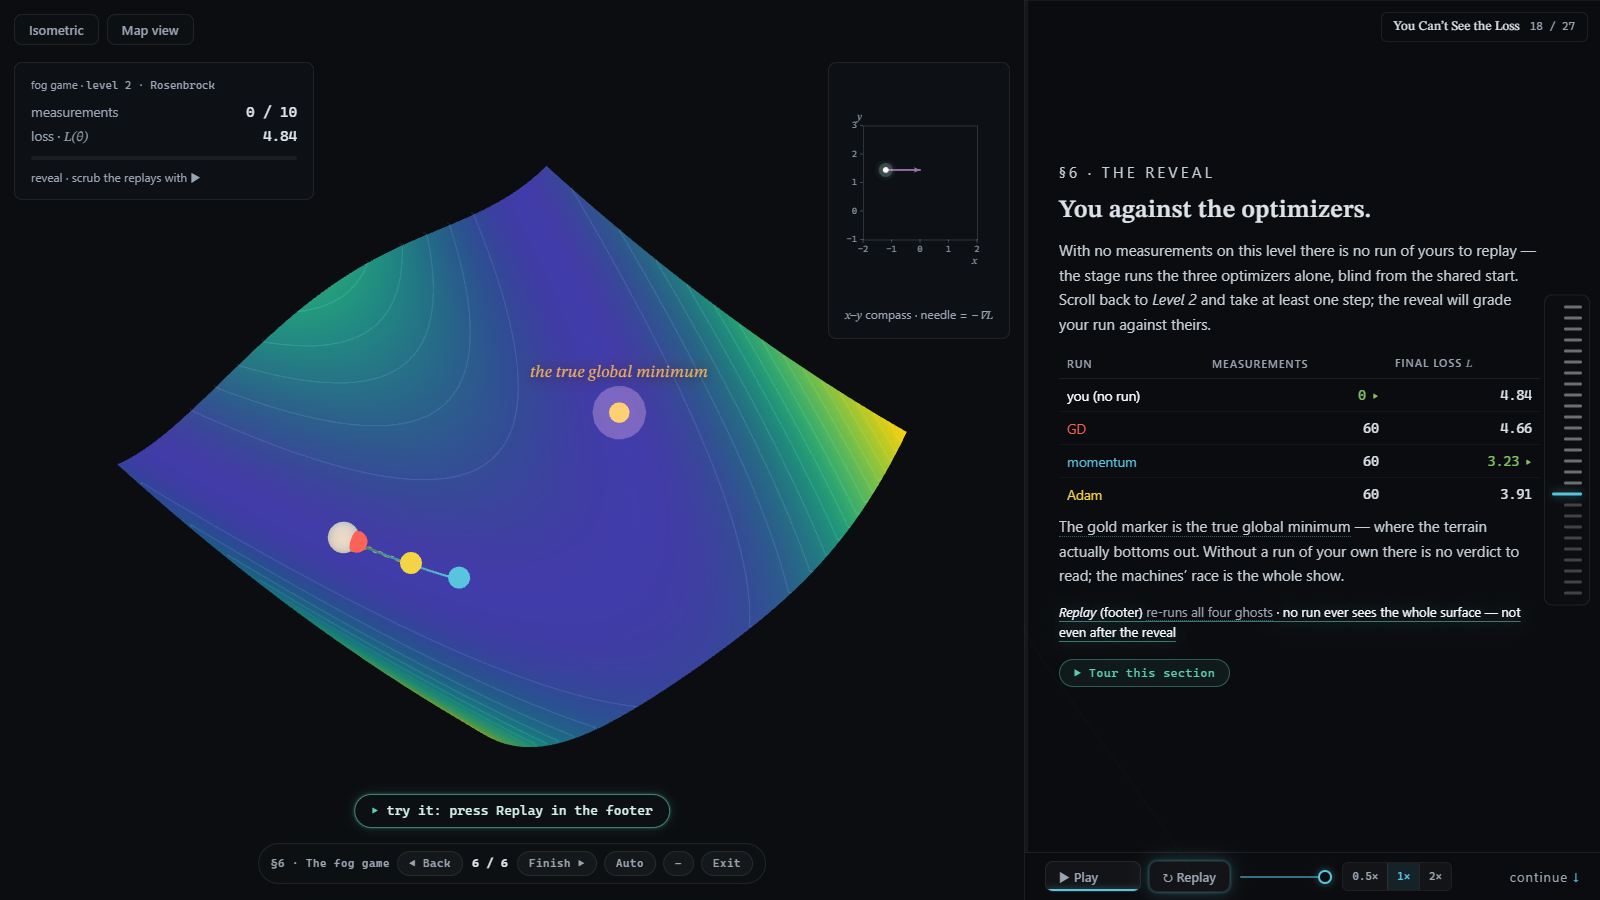 Isometric
Map view
fog game · level 2 · Rosenbrock
measurements 0 / 10
loss · L(θ) 4.84
reveal · scrub the replays with ▶
the true global minimum
y
3
2
1
0
−1
−2 −1 0 1 2
x
x–y compass · needle = −∇L
▸ try it: press Replay in the footer
§6 · The fog game ◂ Back 6 / 6 Finish ▸ Auto – Exit
You Can’t See the Loss 18 / 27
§6 · THE REVEAL
You against the optimizers.
With no measurements on this level there is no run of yours to replay —
the stage runs the three optimizers alone, blind from the shared start.
Scroll back to Level 2 and take at least one step; the reveal will grade
your run against theirs.
RUN MEASUREMENTS FINAL LOSS L
you (no run) 0 ▸ 4.84
GD 60 4.66
momentum 60 3.23 ▸
Adam 60 3.91
The gold marker is the true global minimum — where the terrain
actually bottoms out. Without a run of your own there is no verdict to
read; the machines’ race is the whole show.
Replay (footer) re-runs all four ghosts · no run ever sees the whole surface — not
even after the reveal
▸ Tour this section
▶ Play ↻ Replay 0.5× 1× 2× continue ↓